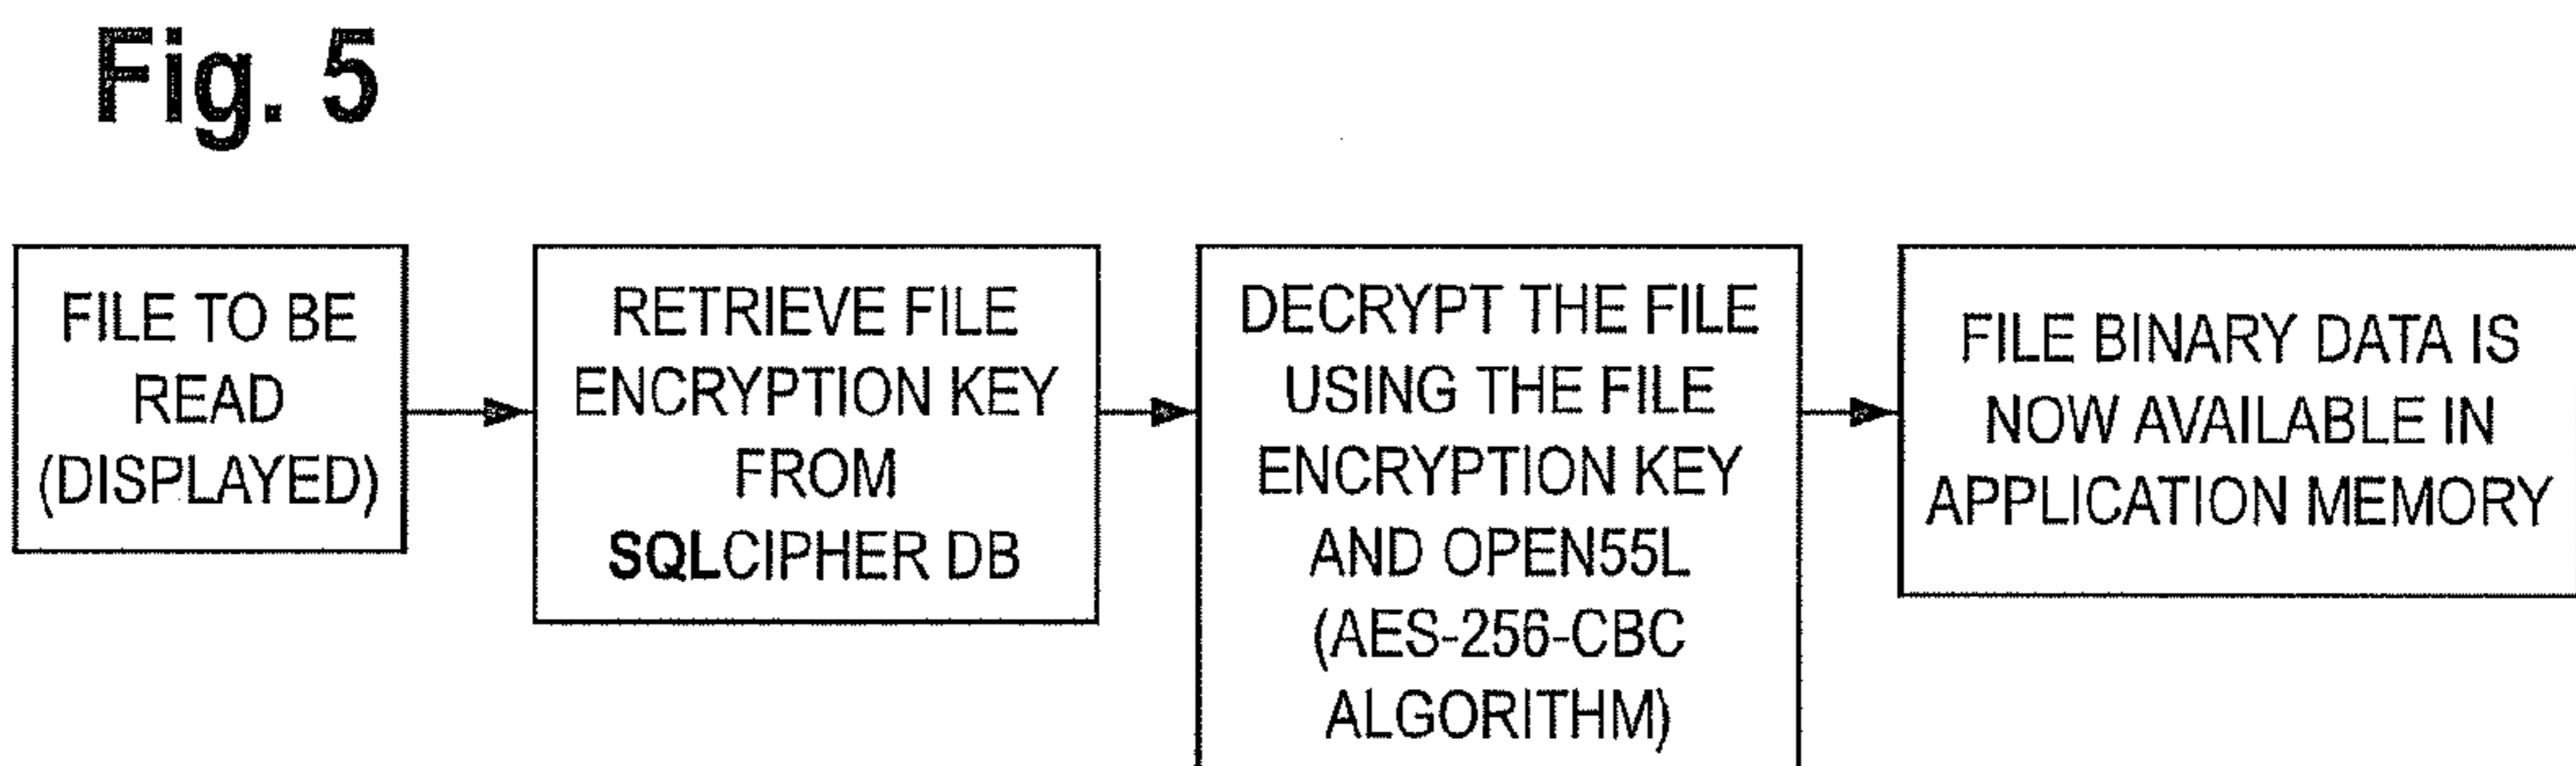 Fig. 5
FILE TO BE
READ
(DISPLAYED)
RETRIEVE FILE
ENCRYPTION KEY
FROM
SQLCIPHER DB
DECRYPT THE FILE
USING THE FILE
ENCRYPTION KEY
AND OPEN55L
(AES-256-CBC
ALGORITHM)
FILE BINARY DATA IS
NOW AVAILABLE IN
APPLICATION MEMORY